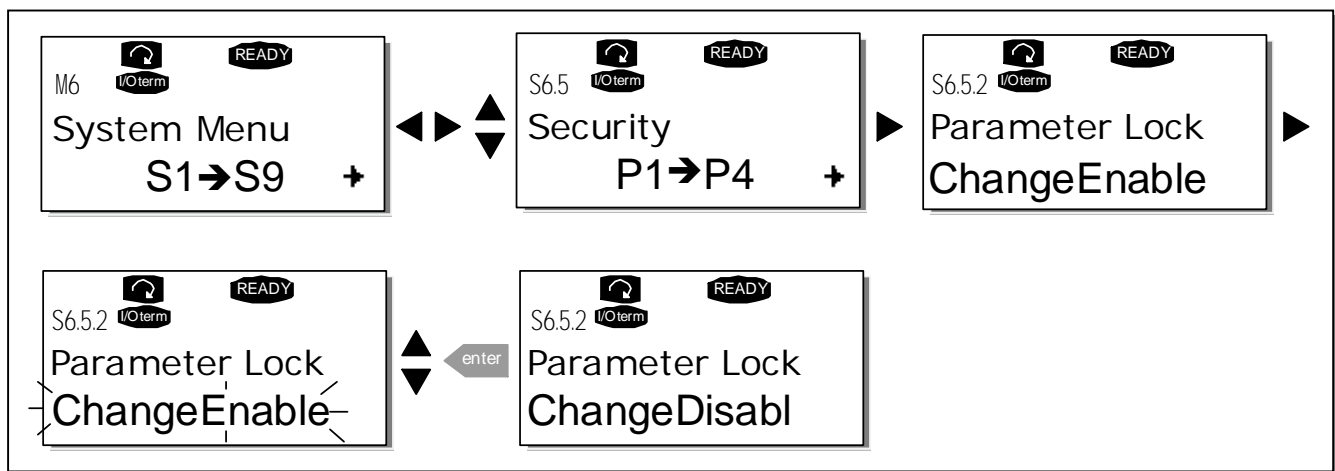 READY
M6 I/Oterm
System Menu
S1➔S9
READY
S6.5 I/Oterm
Security
P1➔P4
READY
S6.5.2 I/Oterm
Parameter Lock
ChangeEnable
READY
S6.5.2 I/Oterm
Parameter Lock
ChangeEnable
enter
READY
S6.5.2 I/Oterm
Parameter Lock
ChangeDisabl